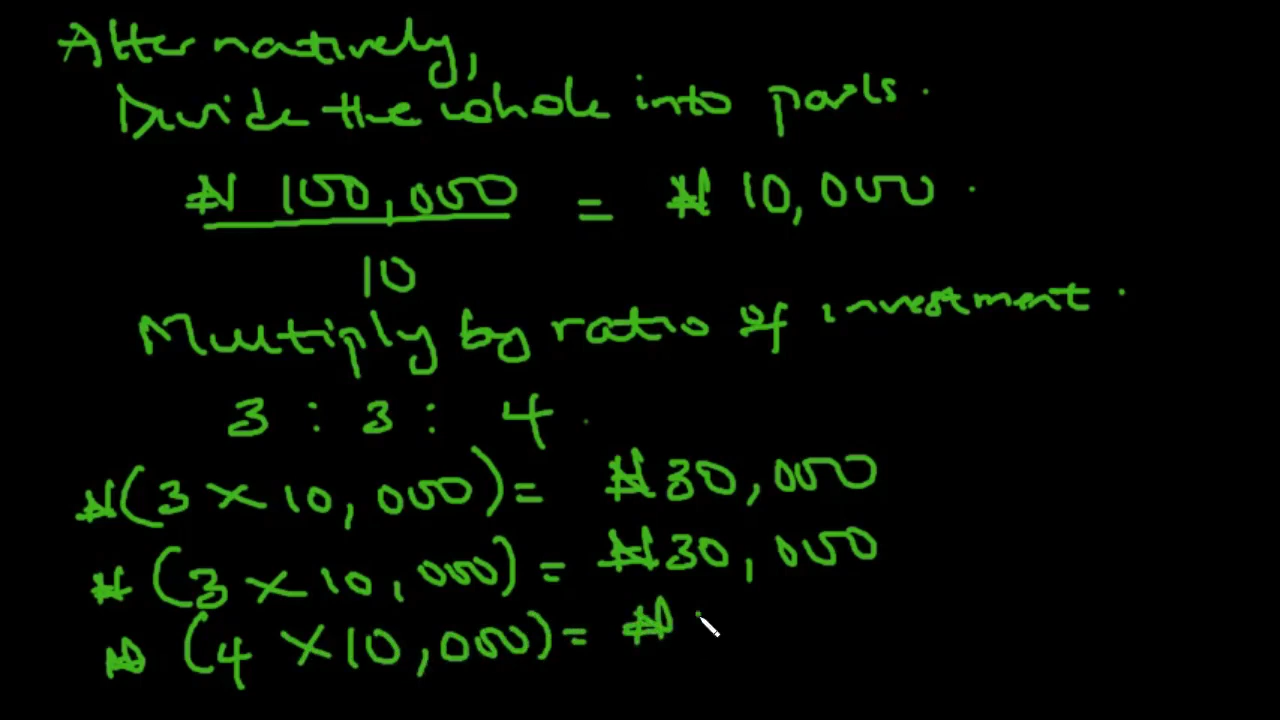 Alternatively,
Divide the whole into parts.
₦ 100,000 = ₦ 10,000.
10
Multiply by ratio of investment.
3 : 3 : 4.
₦(3 × 10,000) = ₦30,000
₦ (3 × 10,000) = ₦30,000
₦ (4 × 10,000) = ₦